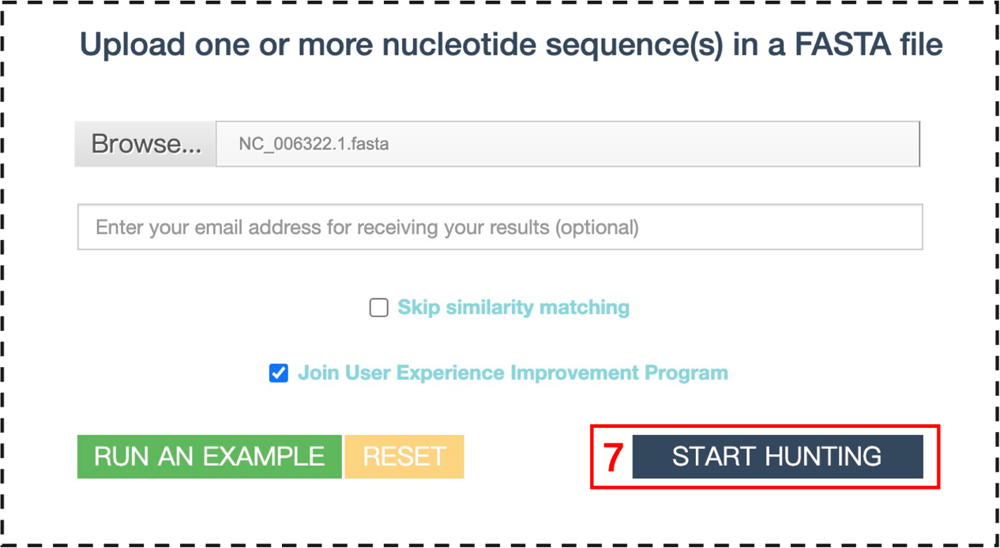 Upload one or more nucleotide sequence(s) in a FASTA file
Browse... NC_006322.1.fasta
Enter your email address for receiving your results (optional)
Skip similarity matching
Join User Experience Improvement Program
RUN AN EXAMPLE RESET 7 START HUNTING